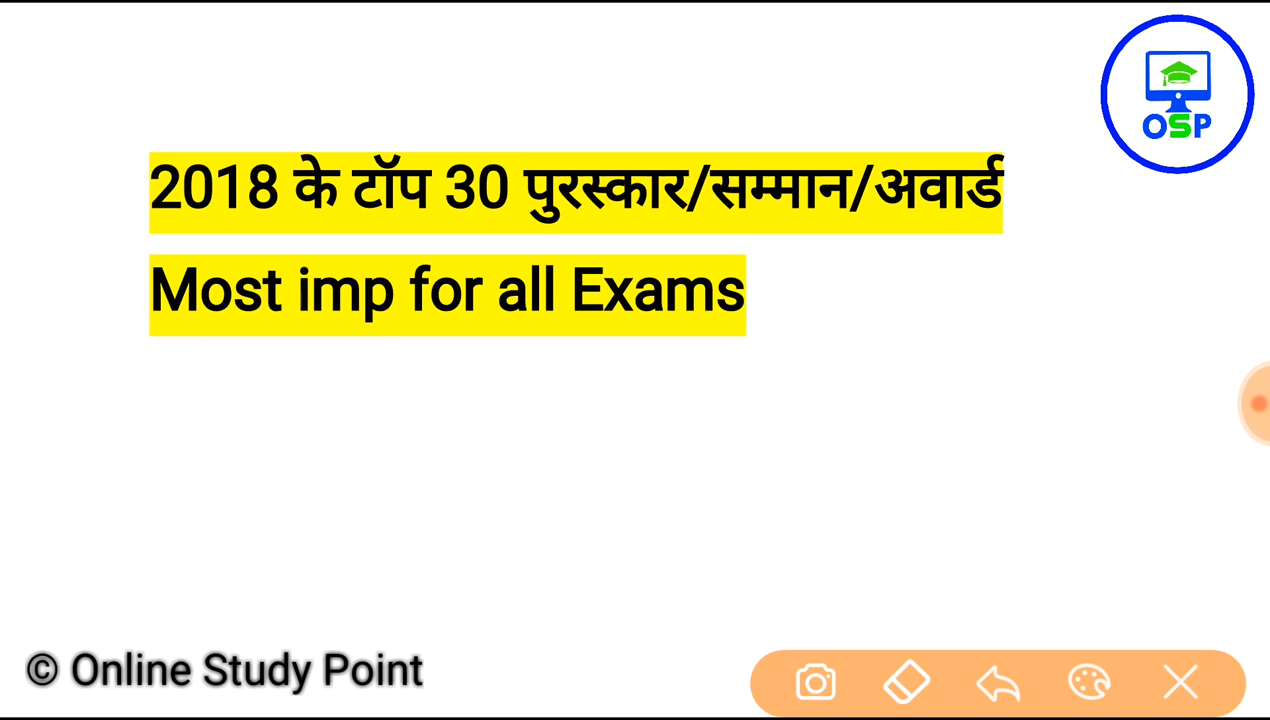 OSP
2018 के टॉप 30 पुरस्कार/सम्मान/अवार्ड
Most imp for all Exams
© Online Study Point